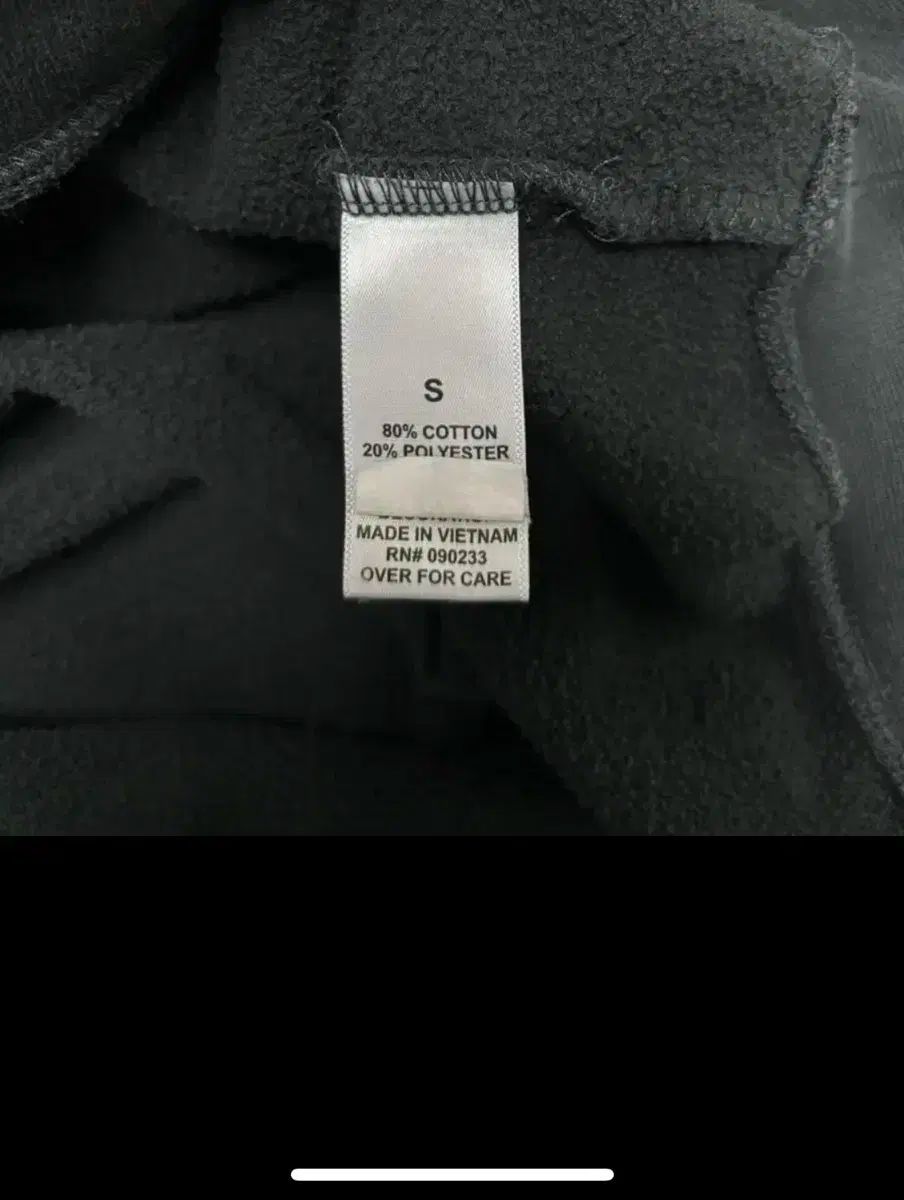 S
80% COTTON
20% POLYESTER
MADE IN VIETNAM
RN# 090233
OVER FOR CARE